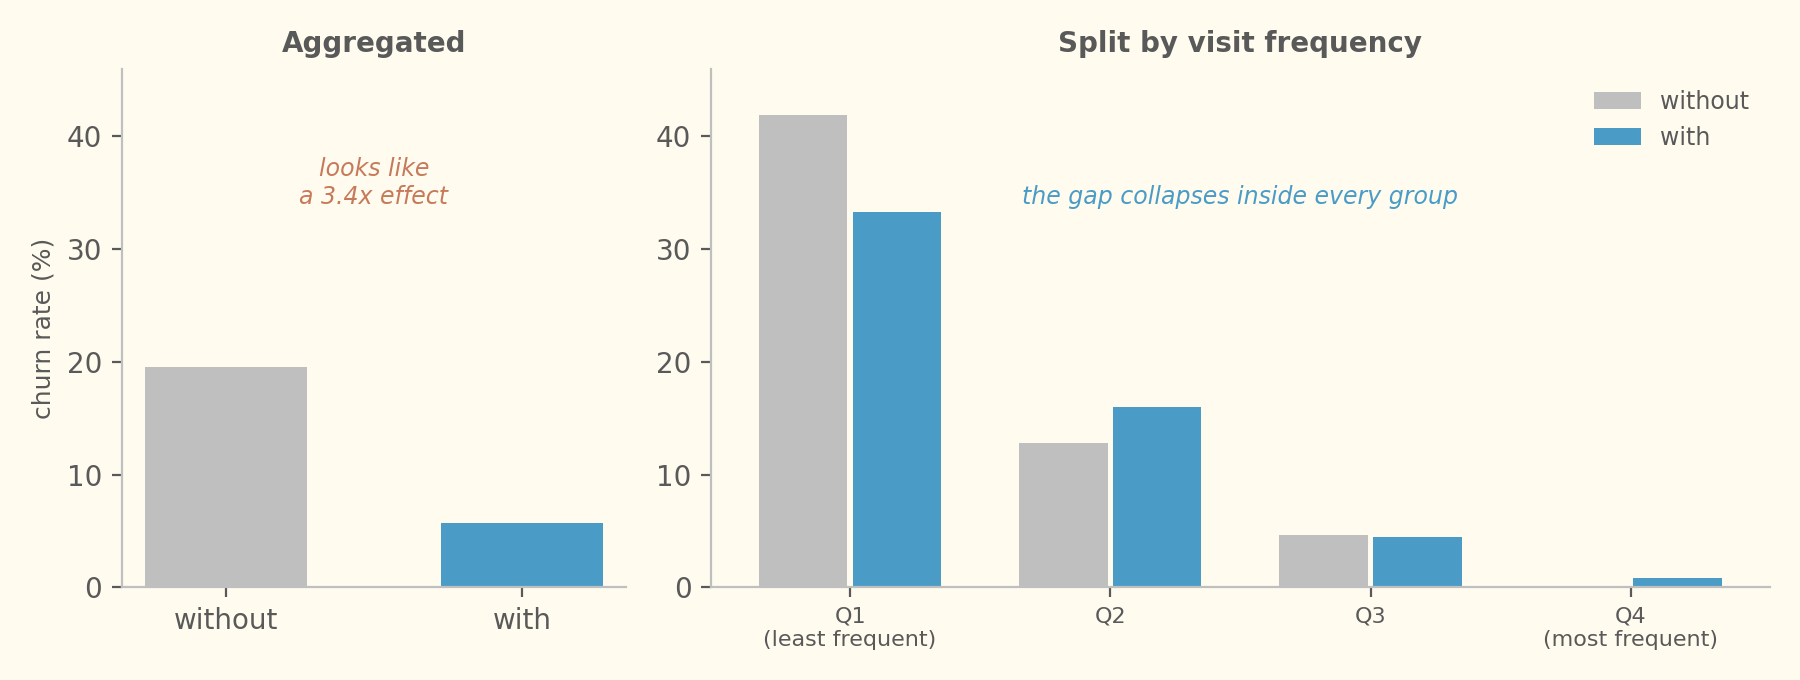 Aggregated
looks like
a 3.4x effect
churn rate (%)
40
30
20
10
0
without
with
Split by visit frequency
without
with
the gap collapses inside every group
40
30
20
10
0
Q1
(least frequent)
Q2
Q3
Q4
(most frequent)